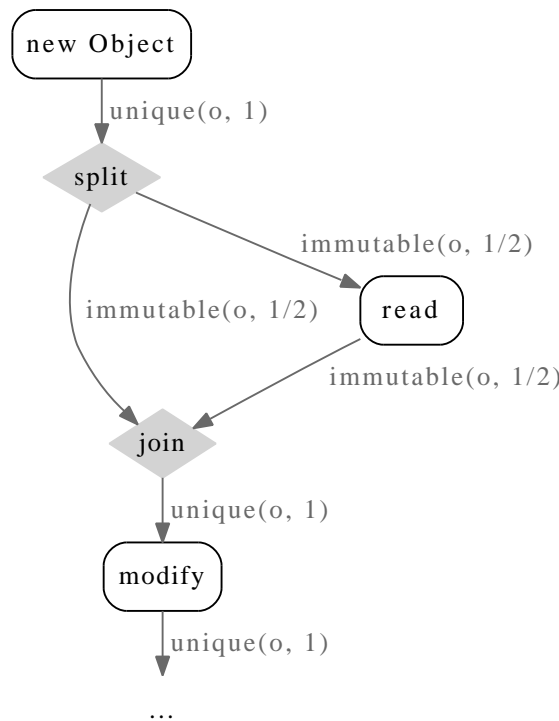 new Object
unique(o, 1)
split
immutable(o, 1/2)
immutable(o, 1/2)
read
immutable(o, 1/2)
join
unique(o, 1)
modify
unique(o, 1)
...